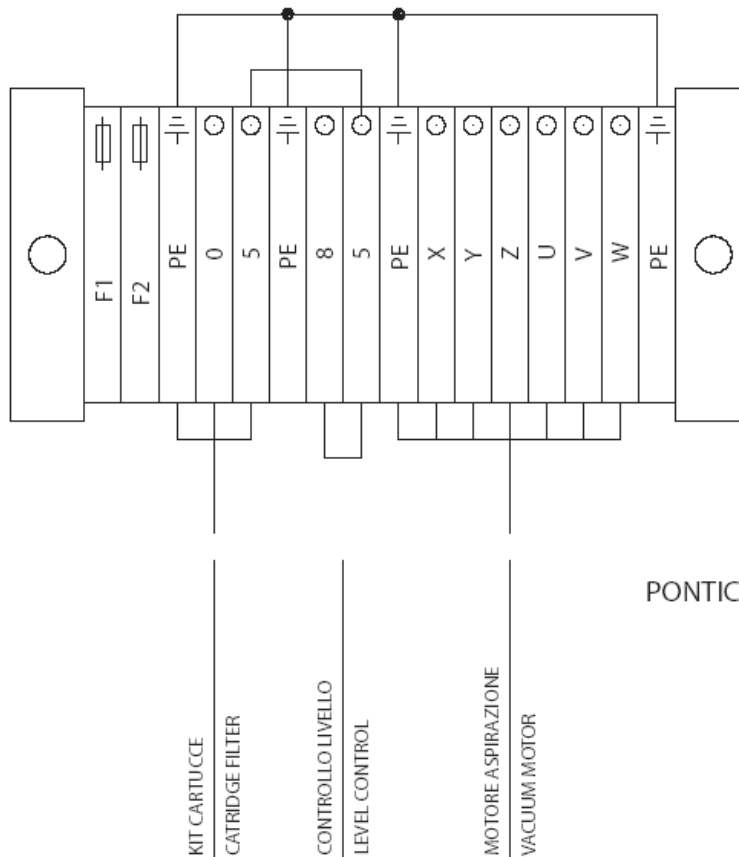 F1
F2
PE
0
5
PE
8
5
PE
X
Y
Z
U
V
W
PE
PONTIC
KIT CARTUCCE
CATRIDGE FILTER
CONTROLLO LIVELLO
LEVEL CONTROL
MOTORE ASPIRAZIONE
VACUUM MOTOR